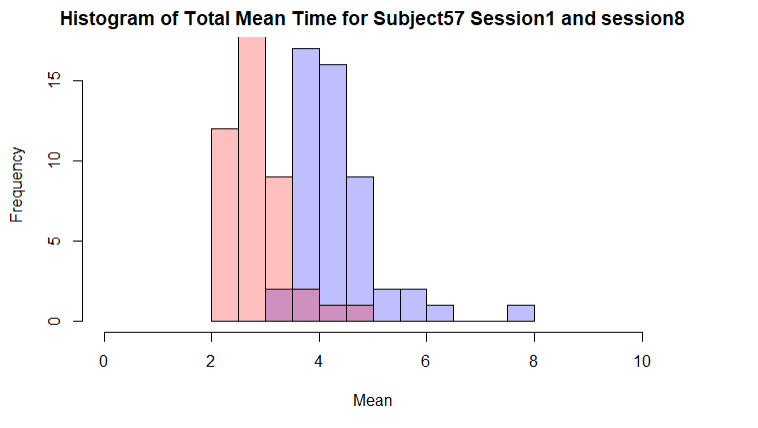 Histogram of Total Mean Time for Subject57 Session1 and session8
Frequency
15
10
5
0
0 2 4 6 8 10
Mean